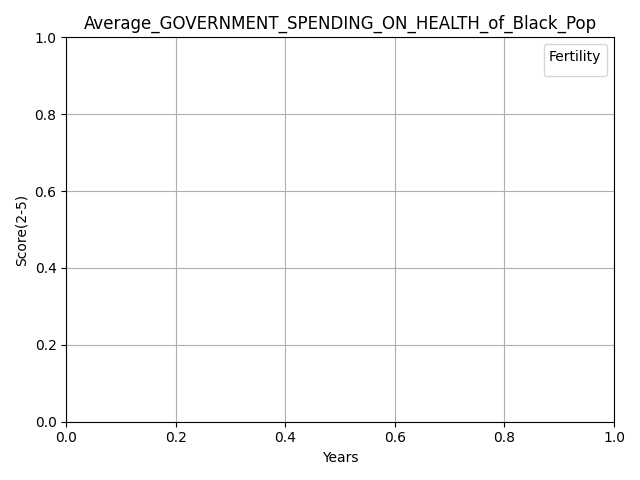 Average_GOVERNMENT_SPENDING_ON_HEALTH_of_Black_Pop
Fertility
Score(2-5)
1.0
0.8
0.6
0.4
0.2
0.0
0.0 0.2 0.4 0.6 0.8 1.0
Years